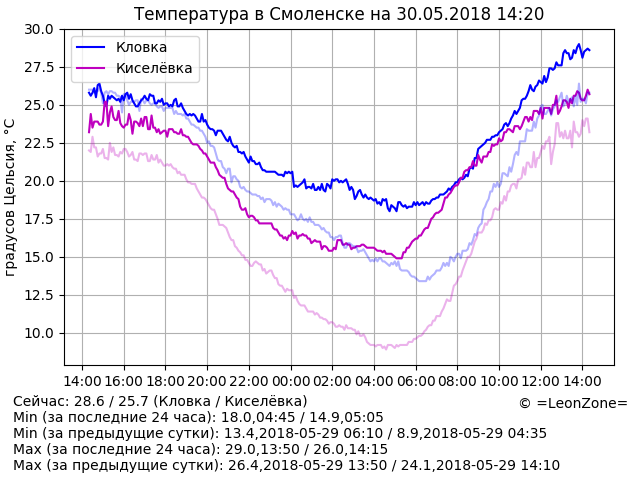 Температура в Смоленске на 30.05.2018 14:20
Кловка
Киселёвка
градусов Цельсия, °C
30.0
27.5
25.0
22.5
20.0
17.5
15.0
12.5
10.0
14:00 16:00 18:00 20:00 22:00 00:00 02:00 04:00 06:00 08:00 10:00 12:00 14:00
Сейчас: 28.6 / 25.7 (Кловка / Киселёвка)
© =LeonZone=
Min (за последние 24 часа): 18.0,04:45 / 14.9,05:05
Min (за предыдущие сутки): 13.4,2018-05-29 06:10 / 8.9,2018-05-29 04:35
Max (за последние 24 часа): 29.0,13:50 / 26.0,14:15
Max (за предыдущие сутки): 26.4,2018-05-29 13:50 / 24.1,2018-05-29 14:10